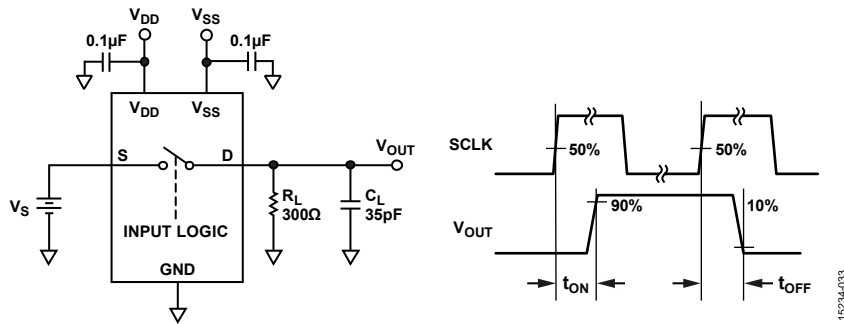 VDD VSS
0.1µF 0.1µF
VDD VSS
S D VOUT
VS
RL
300Ω
CL
35pF
INPUT LOGIC
GND
SCLK 50% 50%
VOUT 90% 10%
tON tOFF
15234-033